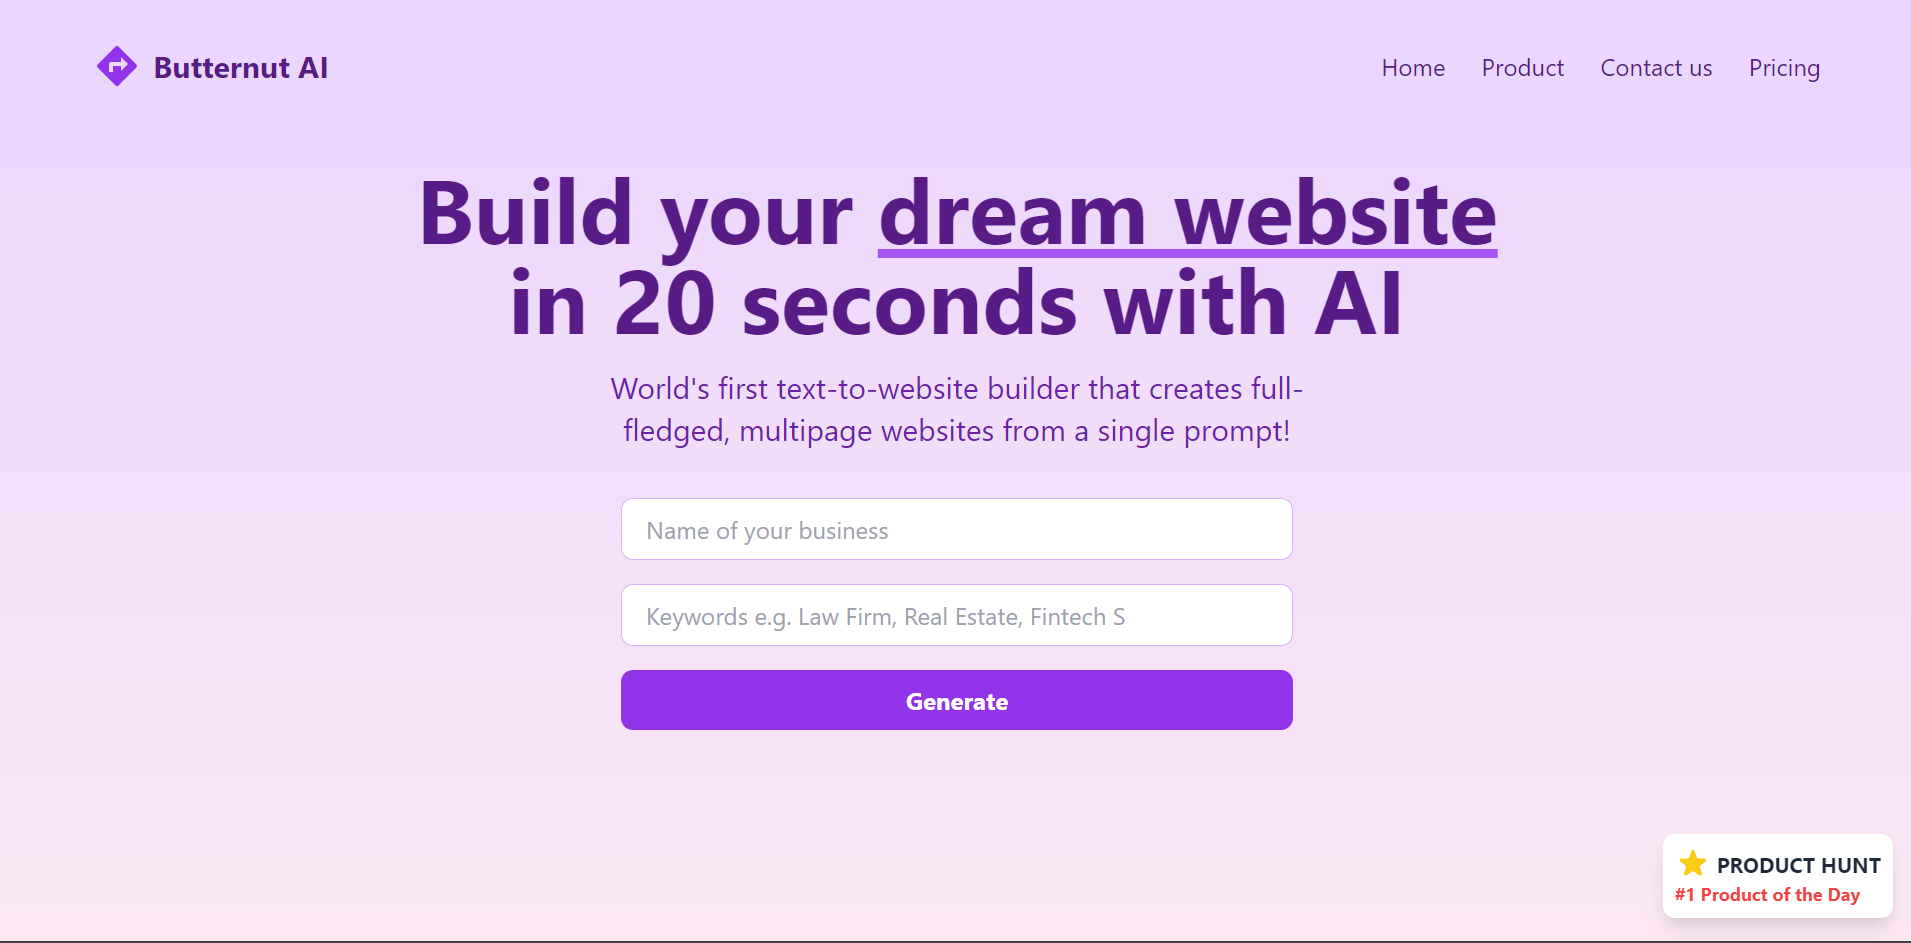 Butternut AI
Home Product Contact us Pricing
Build your dream website
in 20 seconds with AI
World's first text-to-website builder that creates full-
fledged, multipage websites from a single prompt!
Name of your business
Keywords e.g. Law Firm, Real Estate, Fintech S
Generate
PRODUCT HUNT
#1 Product of the Day